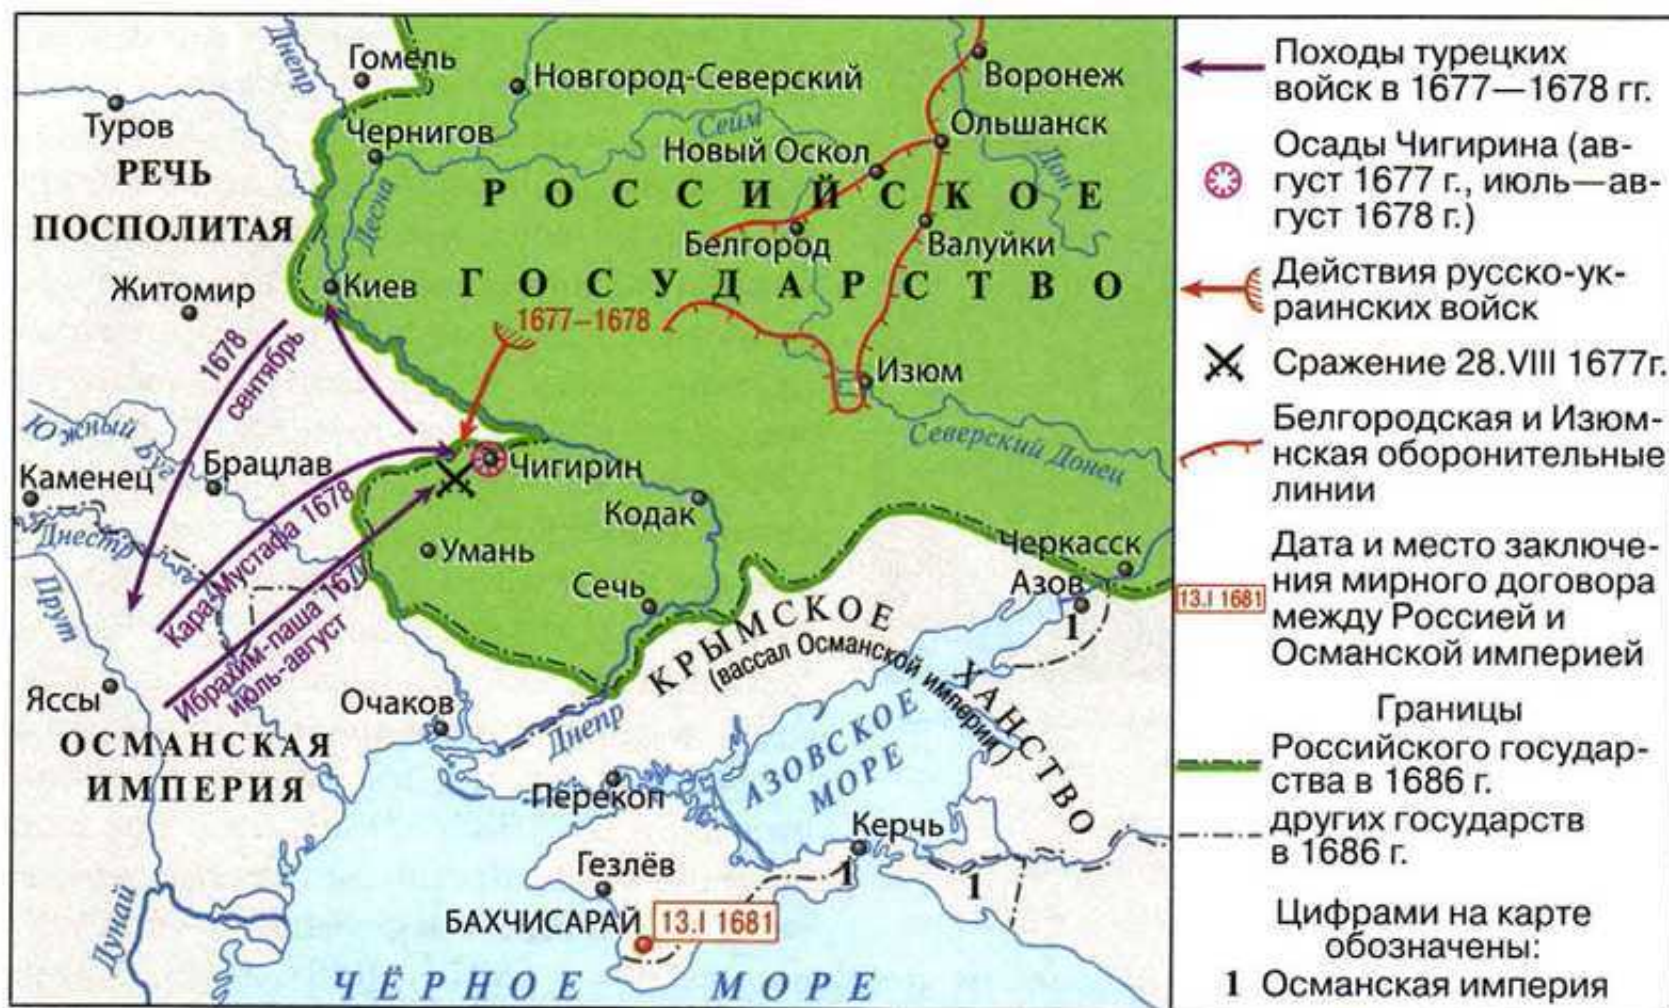 Днепр
Гомель
Новгород-Северский
Воронеж
Туров
Чернигов
Сейм
Ольшанск
Новый Оскол
Дон
РЕЧЬ
ПОСПОЛИТАЯ
РОССИЙСКОЕ
Десна
Белгород
Валуйки
Житомир
Киев
ГОСУДАРСТВО
1677–1678
1678
сентябрь
Изюм
Южный Буг
Северский Донец
Каменец
Брацлав
Чигирин
Кодак
Днестр
Умань
Кара-Мустафа 1678
Ибрахим-паша 1677
июль-август
Черкасск
Азов
1
Прут
Сечь
КРЫМСКОЕ
ХАНСТВО
(вассал Османской империи)
Яссы
Очаков
Днепр
ОСМАНСКАЯ
ИМПЕРИЯ
Перекоп
АЗОВСКОЕ
МОРЕ
Керчь
1
1
Гезлёв
БАХЧИСАРАЙ
13.I 1681
Дунай
ЧЁРНОЕ МОРЕ
Походы турецких
войск в 1677—1678 гг.
Осады Чигирина (ав-
густ 1677 г., июль—ав-
густ 1678 г.)
Действия русско-ук-
раинских войск
Сражение 28.VIII 1677г.
Белгородская и Изюм-
нская оборонительные
линии
13.I 1681
Дата и место заключе-
ния мирного договора
между Россией и
Османской империей
Границы
Российского государ-
ства в 1686 г.
других государств
в 1686 г.
Цифрами на карте
обозначены:
1 Османская империя